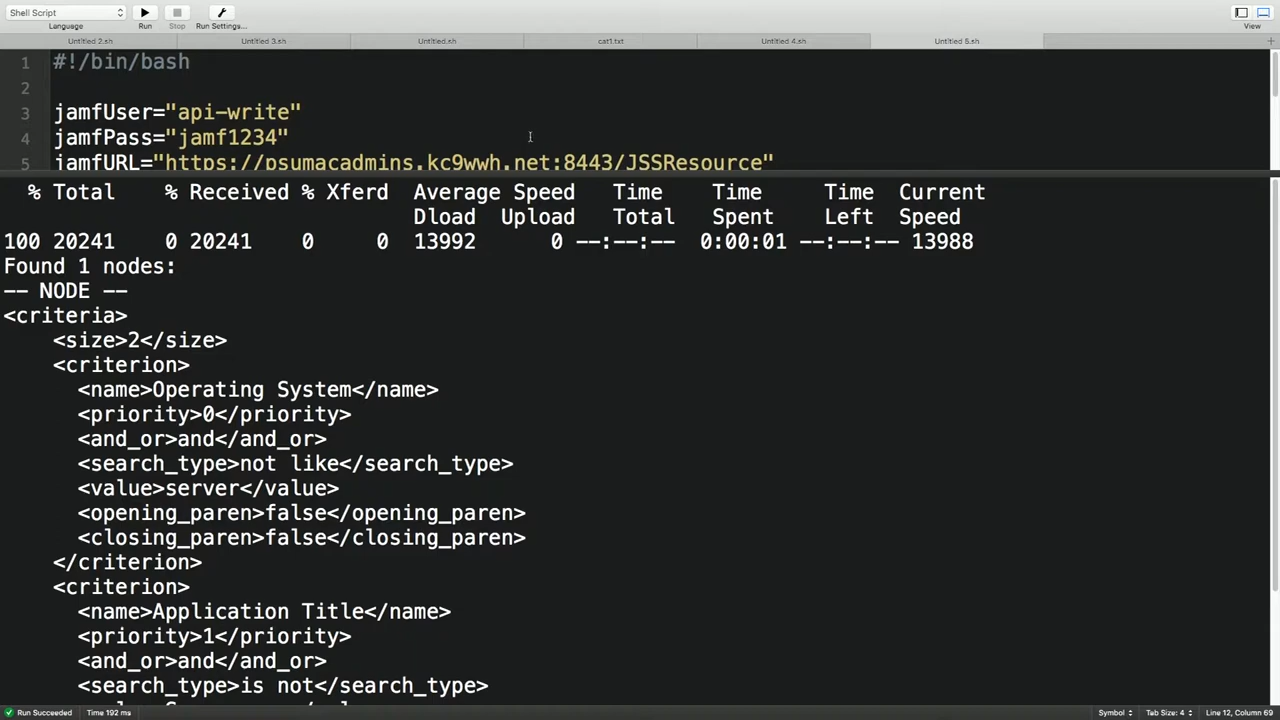 Shell Script
Language
Run
Stop
Run Settings...
View
Untitled 2.sh
Untitled 3.sh
Untitled.sh
cat1.txt
Untitled 4.sh
Untitled 5.sh
1 #!/bin/bash
2
3 jamfUser="api-write"
4 jamfPass="jamf1234"
5 jamfURL="https://psumacadmins.kc9wwh.net:8443/JSSResource"
% Total % Received % Xferd Average Speed Time Time Time Current
Dload Upload Total Spent Left Speed
100 20241 0 20241 0 0 13992 0 --:--:-- 0:00:01 --:--:-- 13988
Found 1 nodes:
-- NODE --
<criteria>
<size>2</size>
<criterion>
<name>Operating System</name>
<priority>0</priority>
<and_or>and</and_or>
<search_type>not like</search_type>
<value>server</value>
<opening_paren>false</opening_paren>
<closing_paren>false</closing_paren>
</criterion>
<criterion>
<name>Application Title</name>
<priority>1</priority>
<and_or>and</and_or>
<search_type>is not</search_type>
Run Succeeded
Time 192 ms
Symbol
Tab Size: 4
Line 12, Column 69